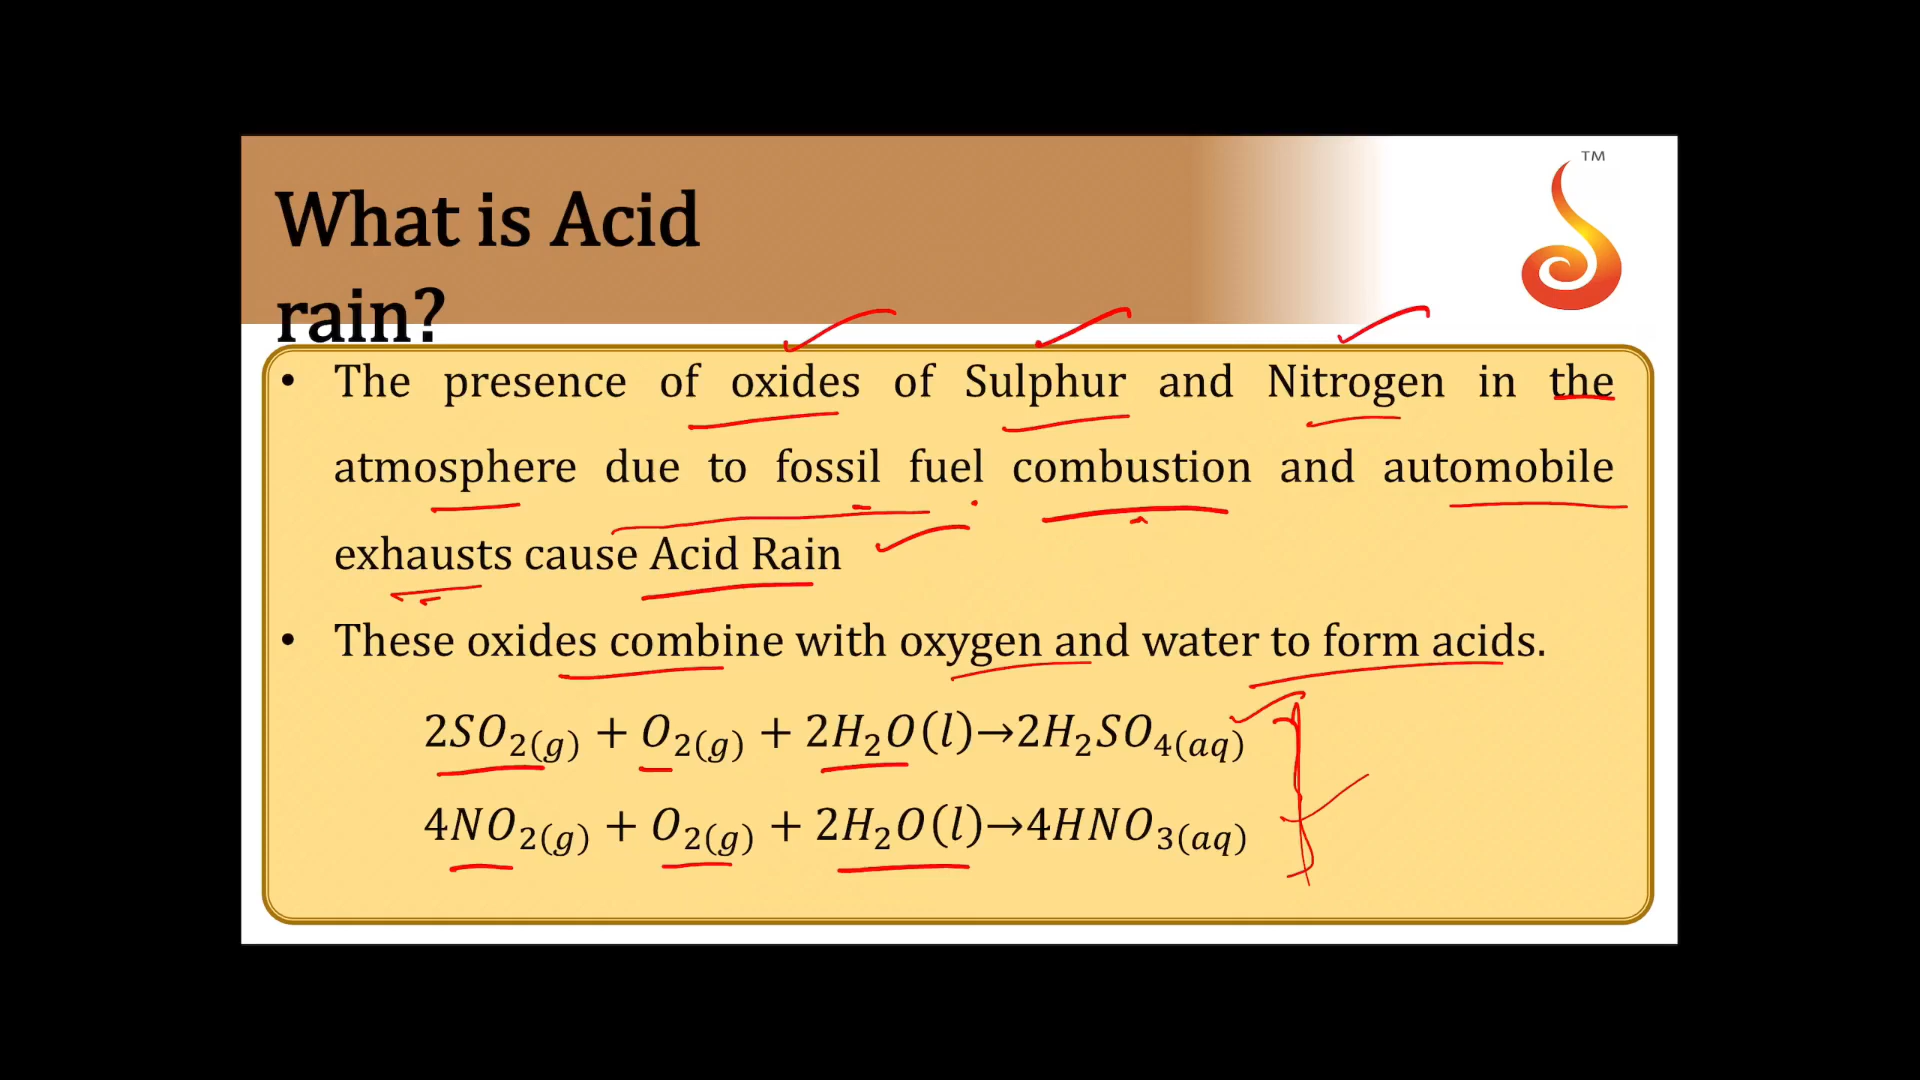 TM
What is Acid
rain?
• The presence of oxides of Sulphur and Nitrogen in the
atmosphere due to fossil fuel combustion and automobile
exhausts cause Acid Rain
• These oxides combine with oxygen and water to form acids.
2SO₂(g) + O₂(g) + 2H₂O(l)→2H₂SO₄(aq)
4NO₂(g) + O₂(g) + 2H₂O(l)→4HNO₃(aq)